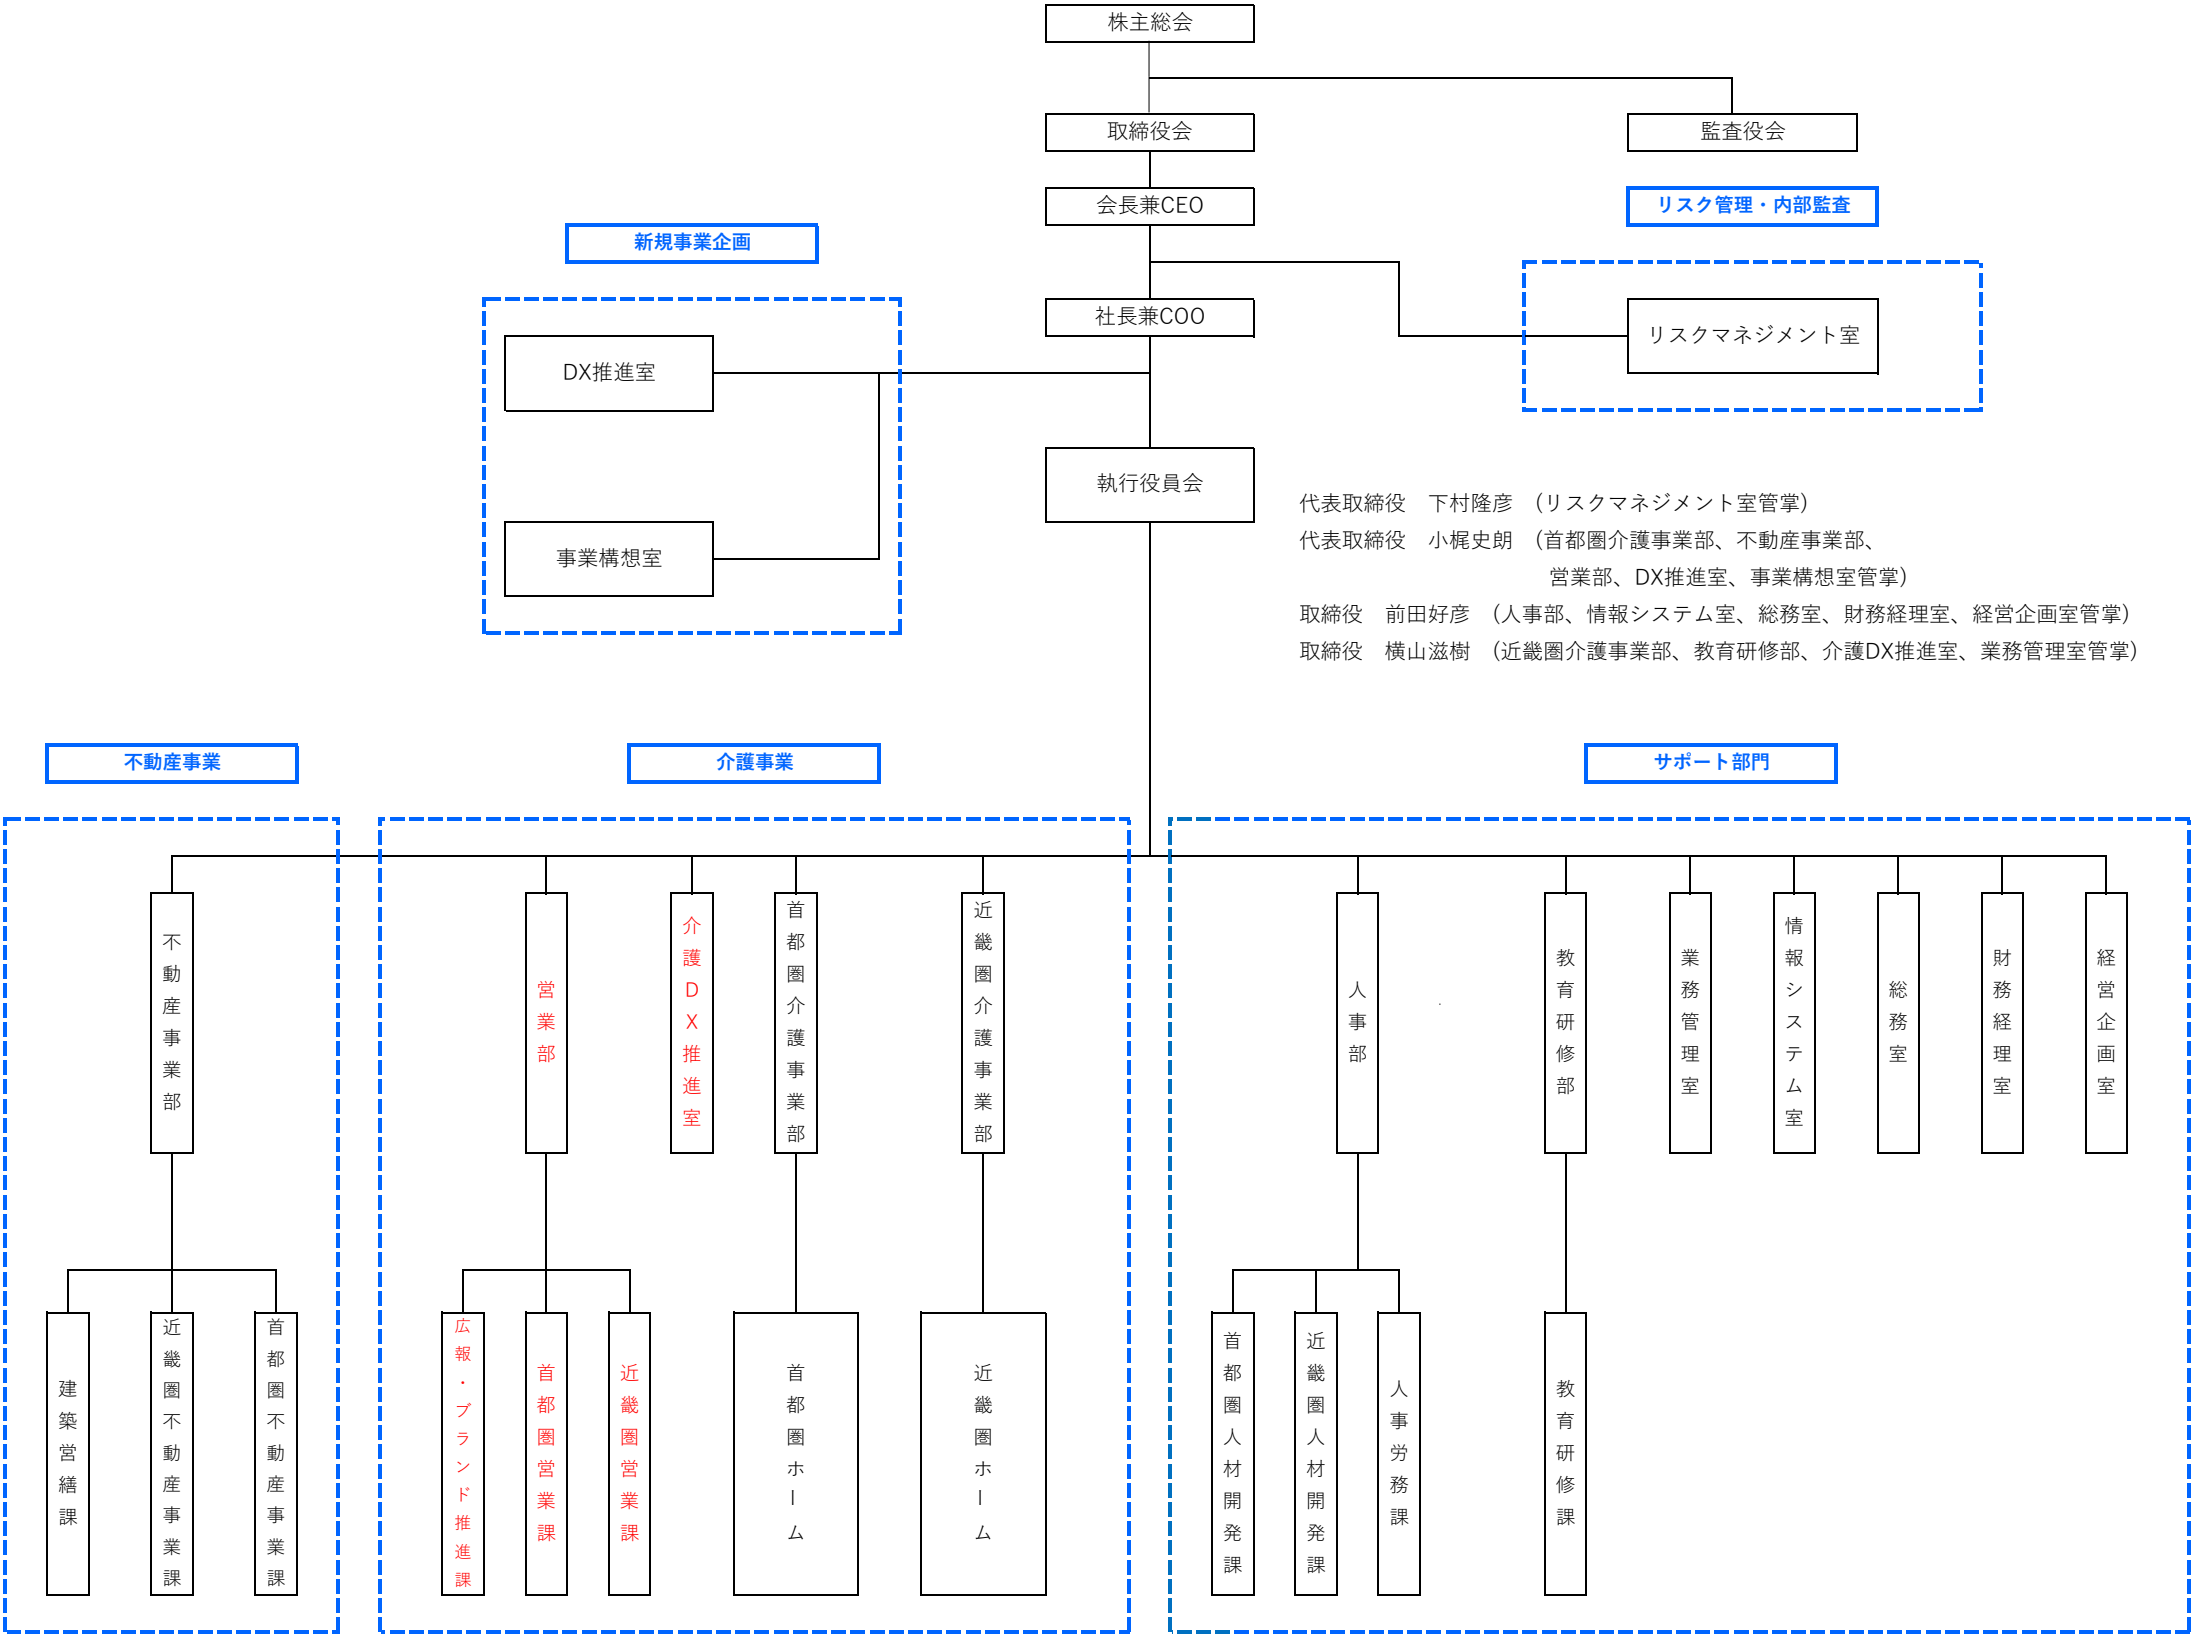 株主総会
取締役会
監査役会
会長兼CEO
リスク管理・内部監査
新規事業企画
社長兼COO
リスクマネジメント室
DX推進室
執行役員会
代表取締役　下村隆彦　（リスクマネジメント室管掌）
代表取締役　小梶史朗　（首都圏介護事業部、不動産事業部、
営業部、DX推進室、事業構想室管掌）
事業構想室
取締役　前田好彦　（人事部、情報システム室、総務室、財務経理室、経営企画室管掌）
取締役　横山滋樹　（近畿圏介護事業部、教育研修部、介護DX推進室、業務管理室管掌）
不動産事業
介護事業
サポート部門
不動産事業部
営業部
介護DX推進室
首都圏介護事業部
近畿圏介護事業部
人事部
教育研修部
業務管理室
情報システム室
総務室
財務経理室
経営企画室
建築営繕課
近畿圏不動産事業課
首都圏不動産事業課
広報・ブランド推進課
首都圏営業課
近畿圏営業課
首都圏ホーム
近畿圏ホーム
首都圏人材開発課
近畿圏人材開発課
人事労務課
教育研修課